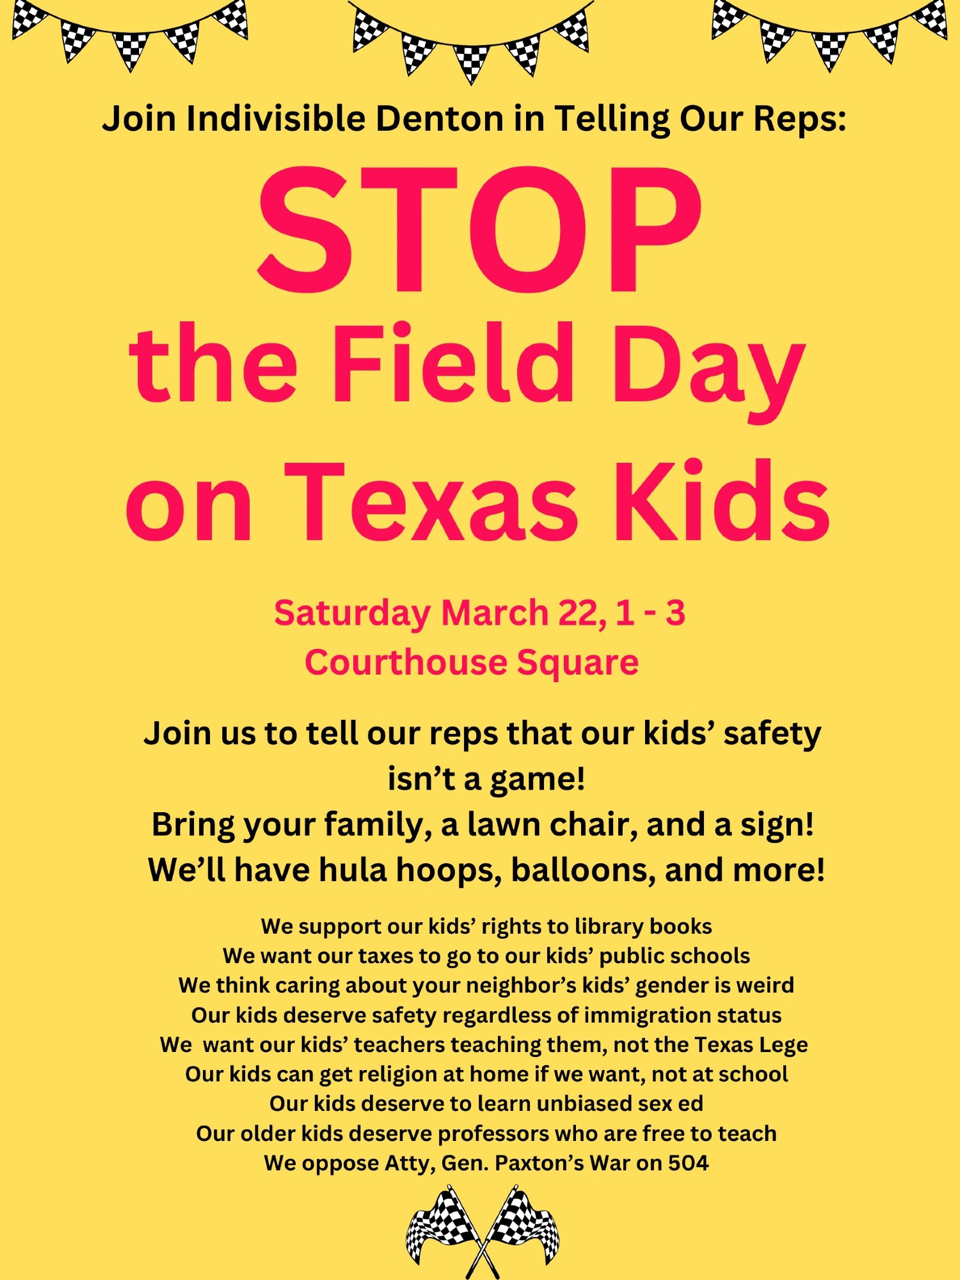 Join Indivisible Denton in Telling Our Reps:
STOP
the Field Day
on Texas Kids
Saturday March 22, 1 - 3
Courthouse Square
Join us to tell our reps that our kids’ safety
isn’t a game!
Bring your family, a lawn chair, and a sign!
We’ll have hula hoops, balloons, and more!
We support our kids’ rights to library books
We want our taxes to go to our kids’ public schools
We think caring about your neighbor’s kids’ gender is weird
Our kids deserve safety regardless of immigration status
We  want our kids’ teachers teaching them, not the Texas Lege
Our kids can get religion at home if we want, not at school
Our kids deserve to learn unbiased sex ed
Our older kids deserve professors who are free to teach
We oppose Atty, Gen. Paxton’s War on 504